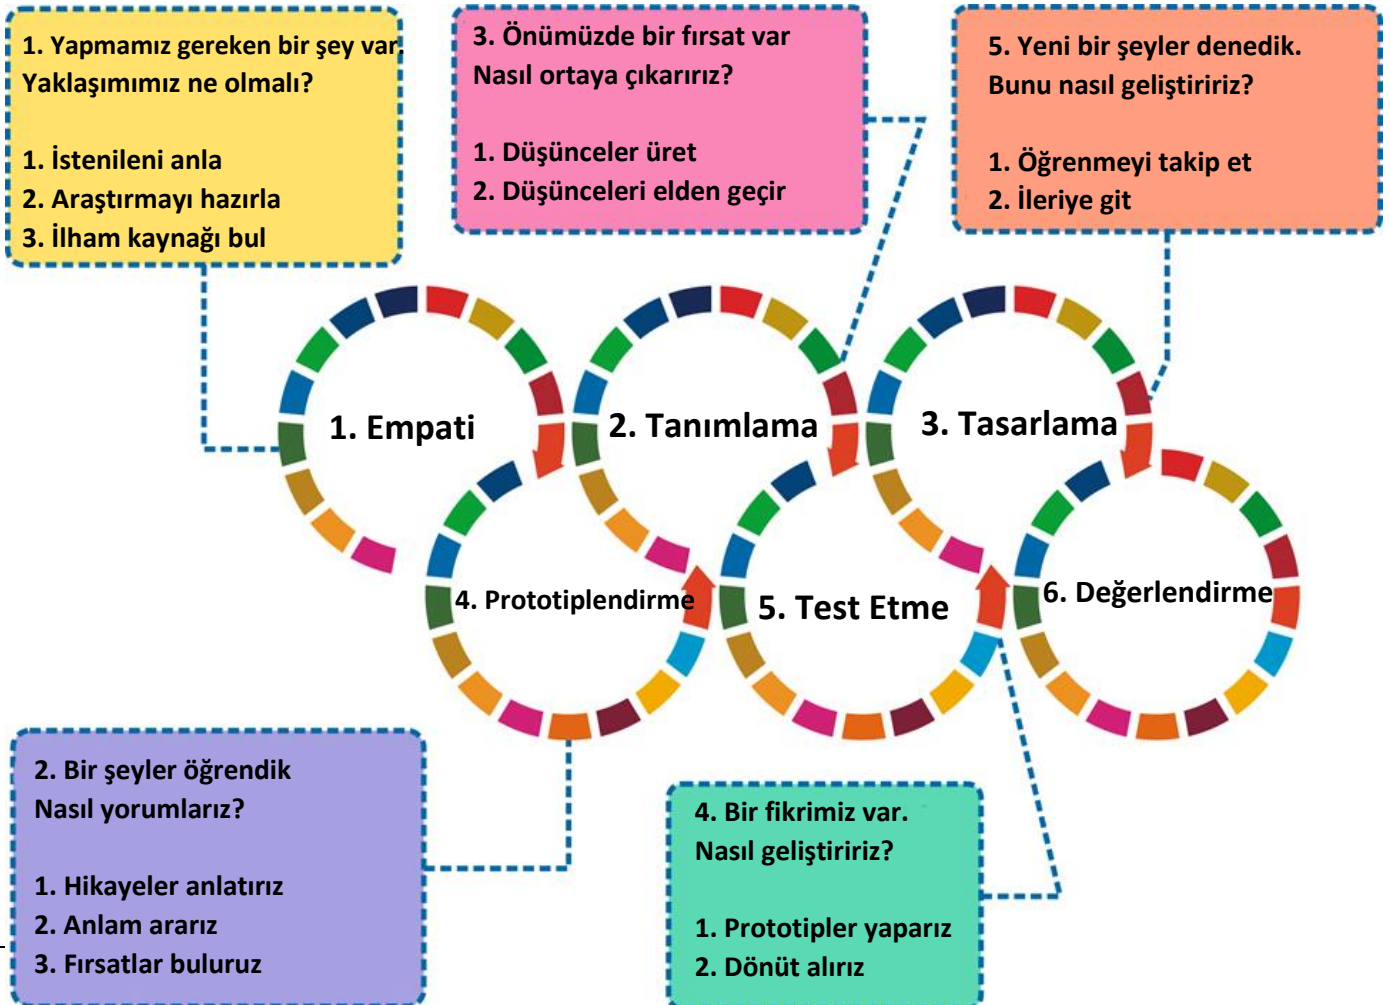 1. Yapmamız gereken bir şey var.
Yaklaşımımız ne olmalı?
1. İstenileni anla
2. Araştırmayı hazırla
3. İlham kaynağı bul
3. Önümüzde bir fırsat var
Nasıl ortaya çıkarırız?
1. Düşünceler üret
2. Düşünceleri elden geçir
5. Yeni bir şeyler denedik.
Bunu nasıl geliştiririz?
1. Öğrenmeyi takip et
2. İleriye git
1. Empati
2. Tanımlama
3. Tasarlama
4. Prototiplendirme
5. Test Etme
6. Değerlendirme
2. Bir şeyler öğrendik
Nasıl yorumlarız?
1. Hikayeler anlatırız
2. Anlam ararız
3. Fırsatlar buluruz
4. Bir fikrimiz var.
Nasıl geliştiririz?
1. Prototipler yaparız
2. Dönüt alırız